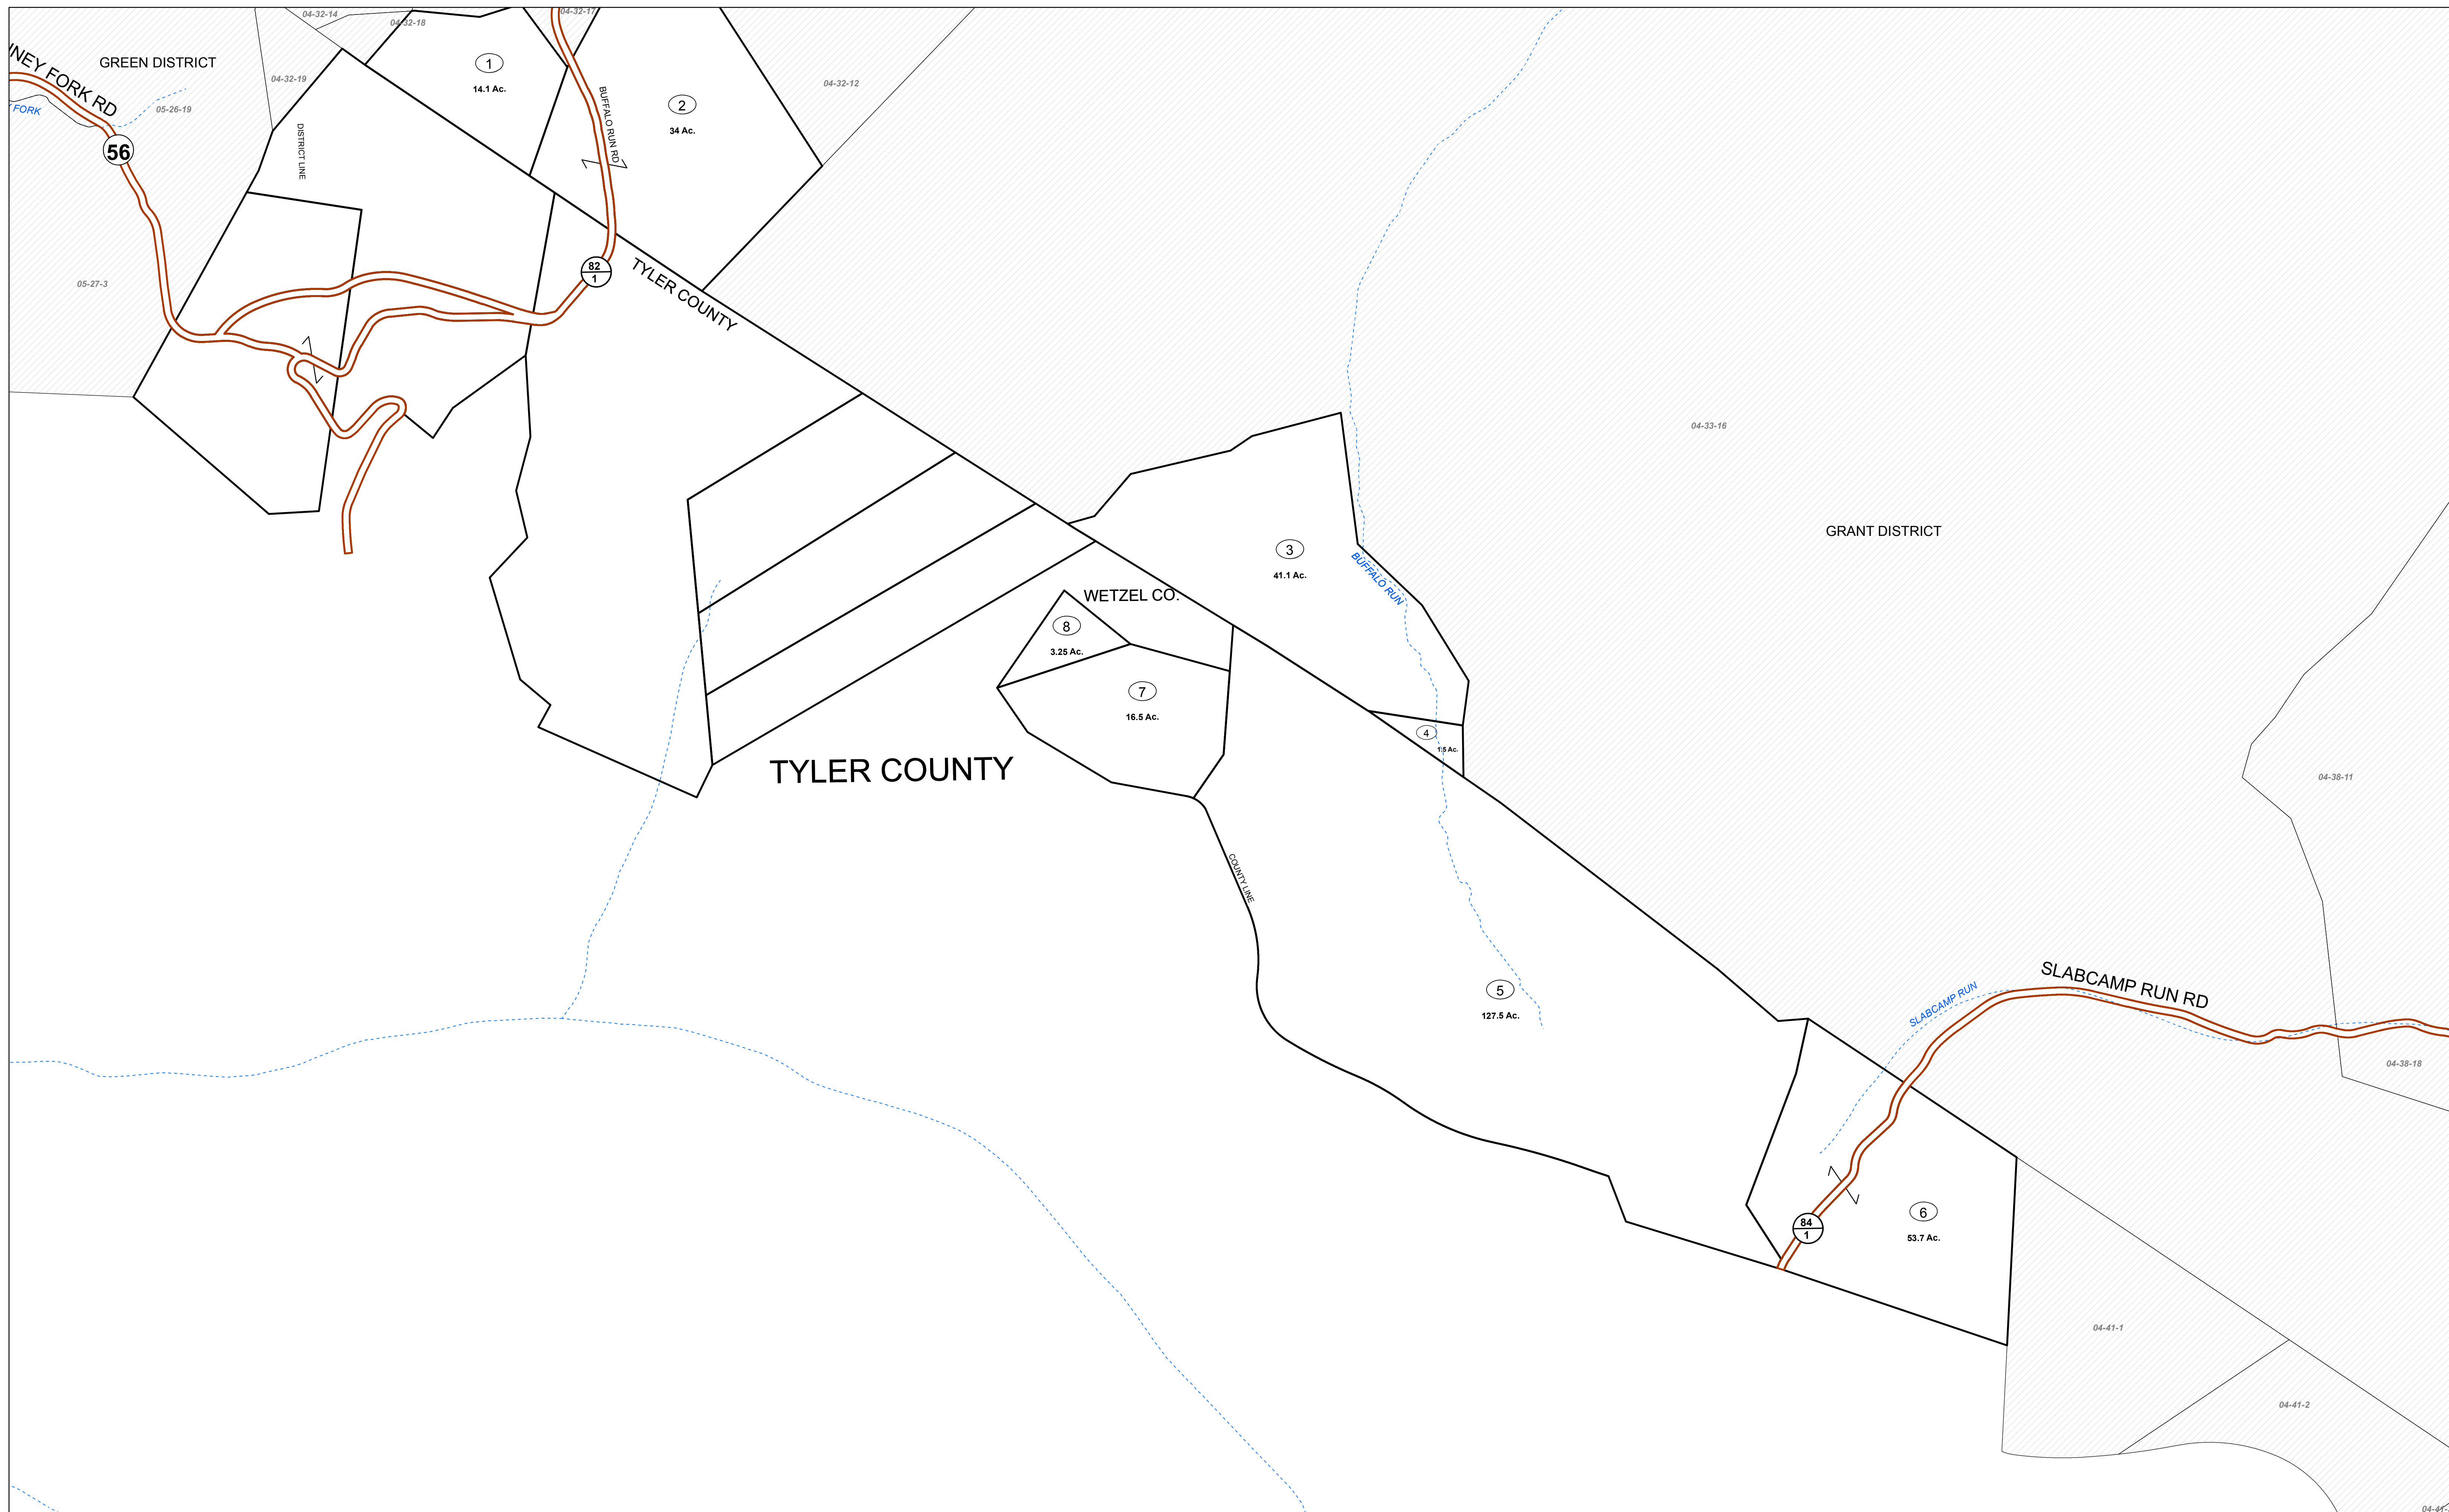 04-32-14
04-32-18
04-32-17
GREEN DISTRICT
NEY FORK RD
FORK
05-26-19
04-32-19
56
DISTRICT LINE
1
14.1 Ac.
BUFFALO RUN RD
2
34 Ac.
04-32-12
05-27-3
82
1
TYLER COUNTY
04-33-16
GRANT DISTRICT
3
41.1 Ac.
BUFFALO RUN
WETZEL CO.
8
3.25 Ac.
7
16.5 Ac.
4
1.5 Ac.
TYLER COUNTY
04-38-11
COUNTY LINE
5
127.5 Ac.
SLABCAMP RUN
SLABCAMP RUN RD
04-38-18
84
1
6
53.7 Ac.
04-41-1
04-41-2